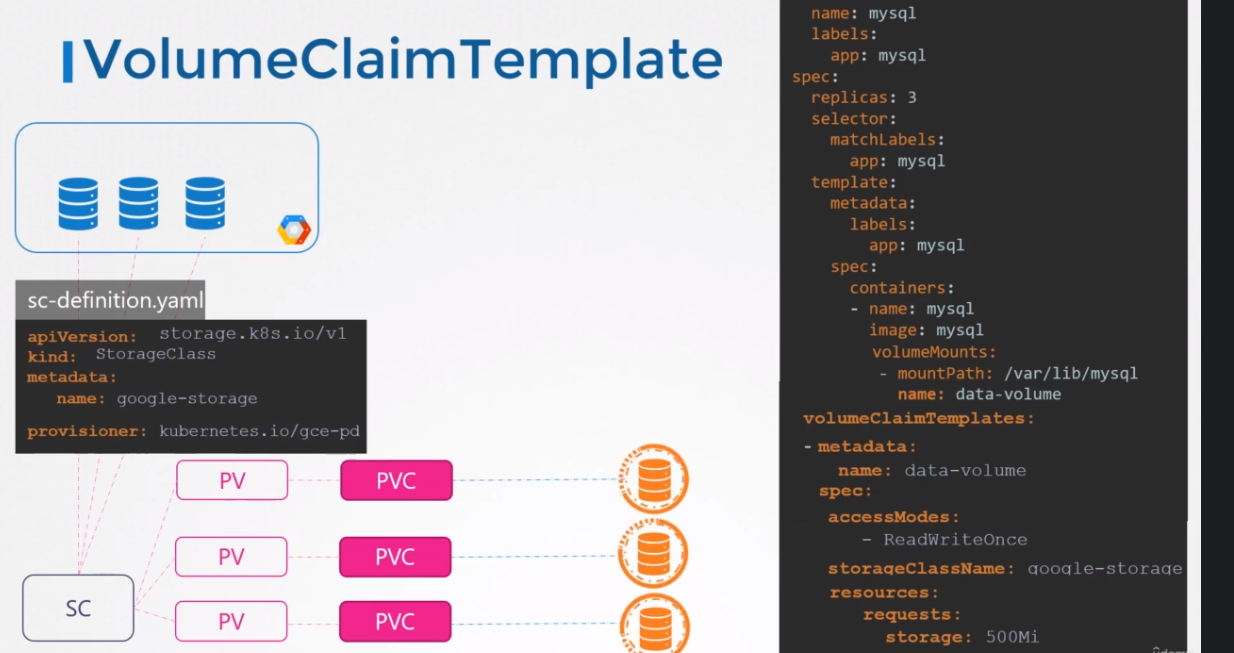 VolumeClaimTemplate
sc-definition.yaml
apiVersion: storage.k8s.io/v1
kind: StorageClass
metadata:
name: google-storage
provisioner: kubernetes.io/gce-pd
SC
PV
PVC
PV
PVC
PV
PVC
name: mysql
labels:
app: mysql
spec:
replicas: 3
selector:
matchLabels:
app: mysql
template:
metadata:
labels:
app: mysql
spec:
containers:
- name: mysql
image: mysql
volumeMounts:
- mountPath: /var/lib/mysql
name: data-volume
volumeClaimTemplates:
- metadata:
name: data-volume
spec:
accessModes:
- ReadWriteOnce
storageClassName: google-storage
resources:
requests:
storage: 500Mi